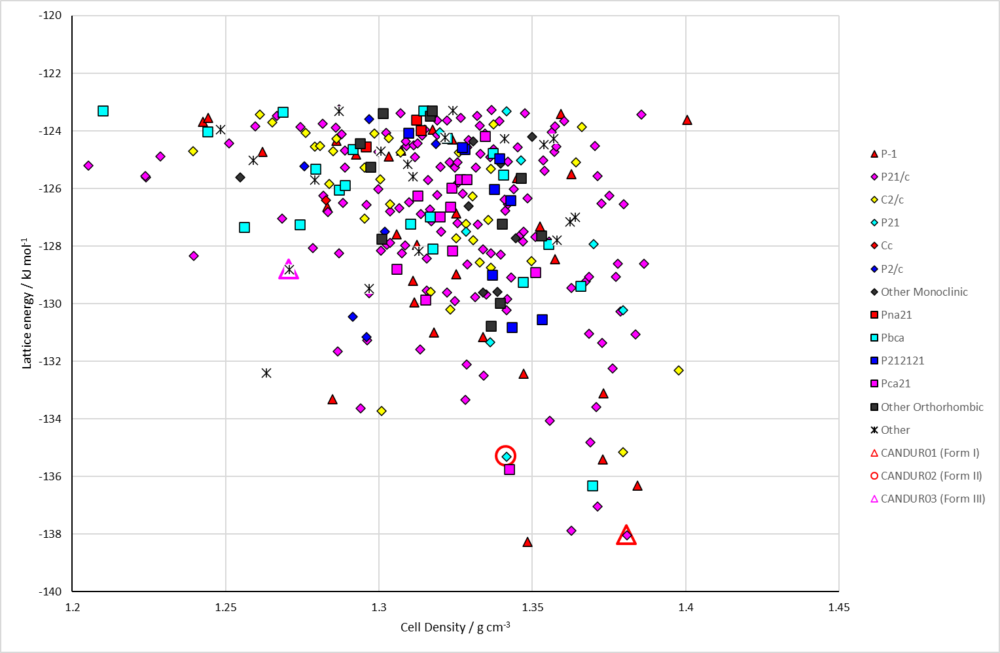 -120
-122
-124
-126
-128
-130
-132
-134
-136
-138
-140
1.2 1.25 1.3 1.35 1.4 1.45
Lattice energy / kJ mol-1
Cell Density / g cm-3
P-1
P21/c
C2/c
P21
Cc
P2/c
Other Monoclinic
Pna21
Pbca
P212121
Pca21
Other Orthorhombic
Other
CANDUR01 (Form I)
CANDUR02 (Form II)
CANDUR03 (Form III)